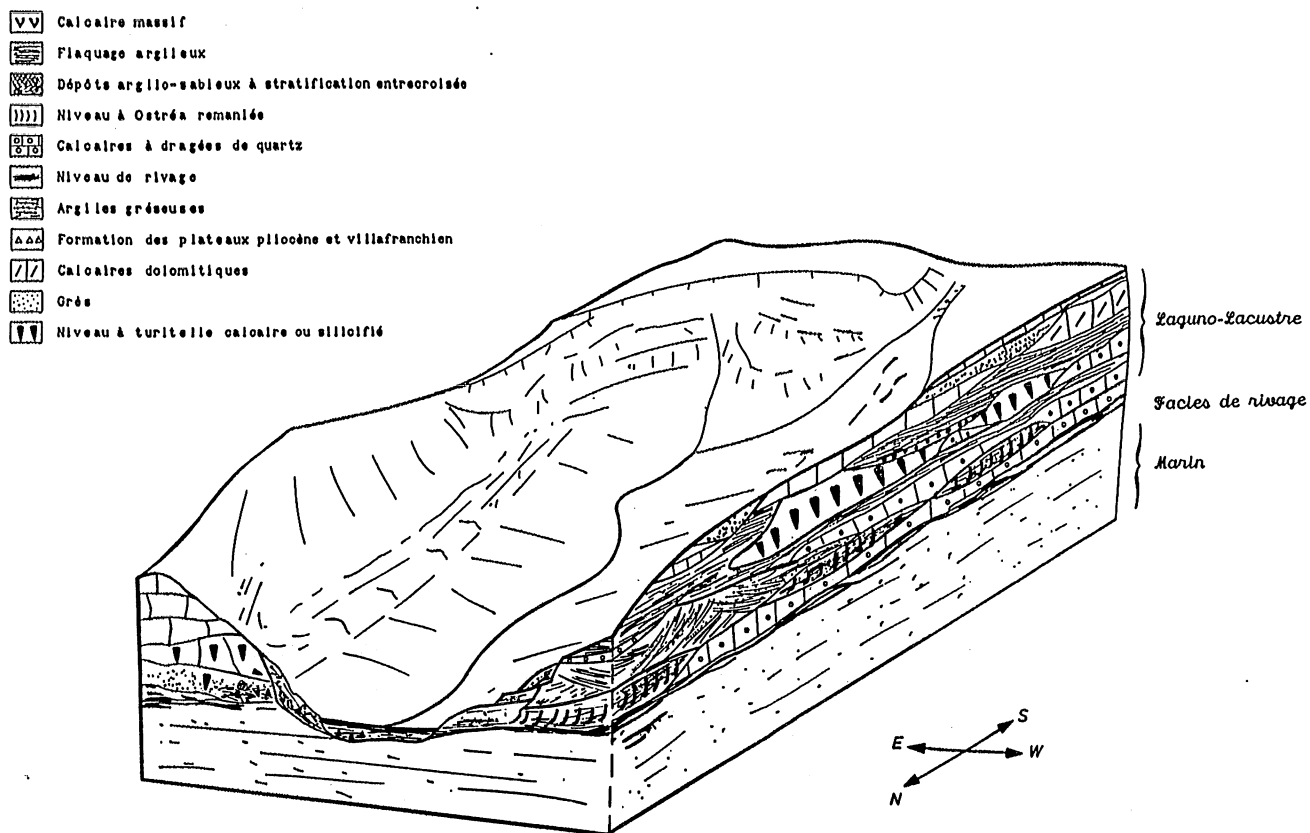 Calcaire massif
Flaquage argileux
Dépôts argilo-sableux à stratification entrecroisée
Niveau à Ostréa remaniée
Calcaires à dragées de quartz
Niveau de rivage
Argiles gréseuses
Formation des plateaux pliocène et villafranchien
Calcaires dolomitiques
Grès
Niveau à turitelle calcaire ou silicifié
Laguno-Lacustre
Facies de rivage
Marin
S
E
W
N